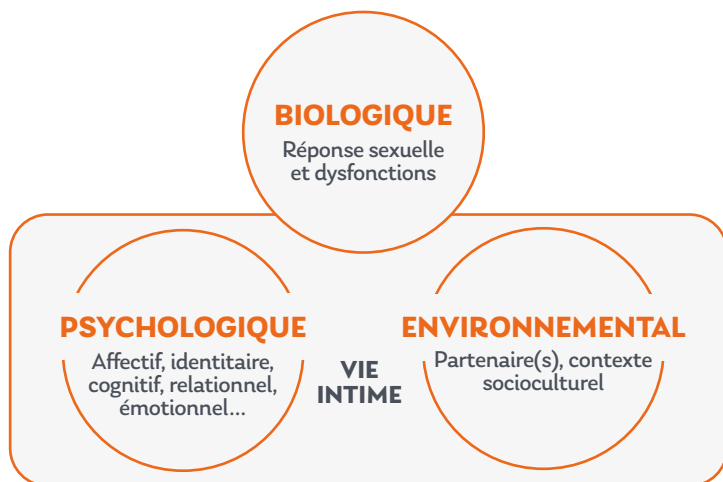 BIOLOGIQUE
Réponse sexuelle
et dysfonctions
PSYCHOLOGIQUE
Affectif, identitaire,
cognitif, relationnel,
émotionnel...
VIE
INTIME
ENVIRONNEMENTAL
Partenaire(s), contexte
socioculturel